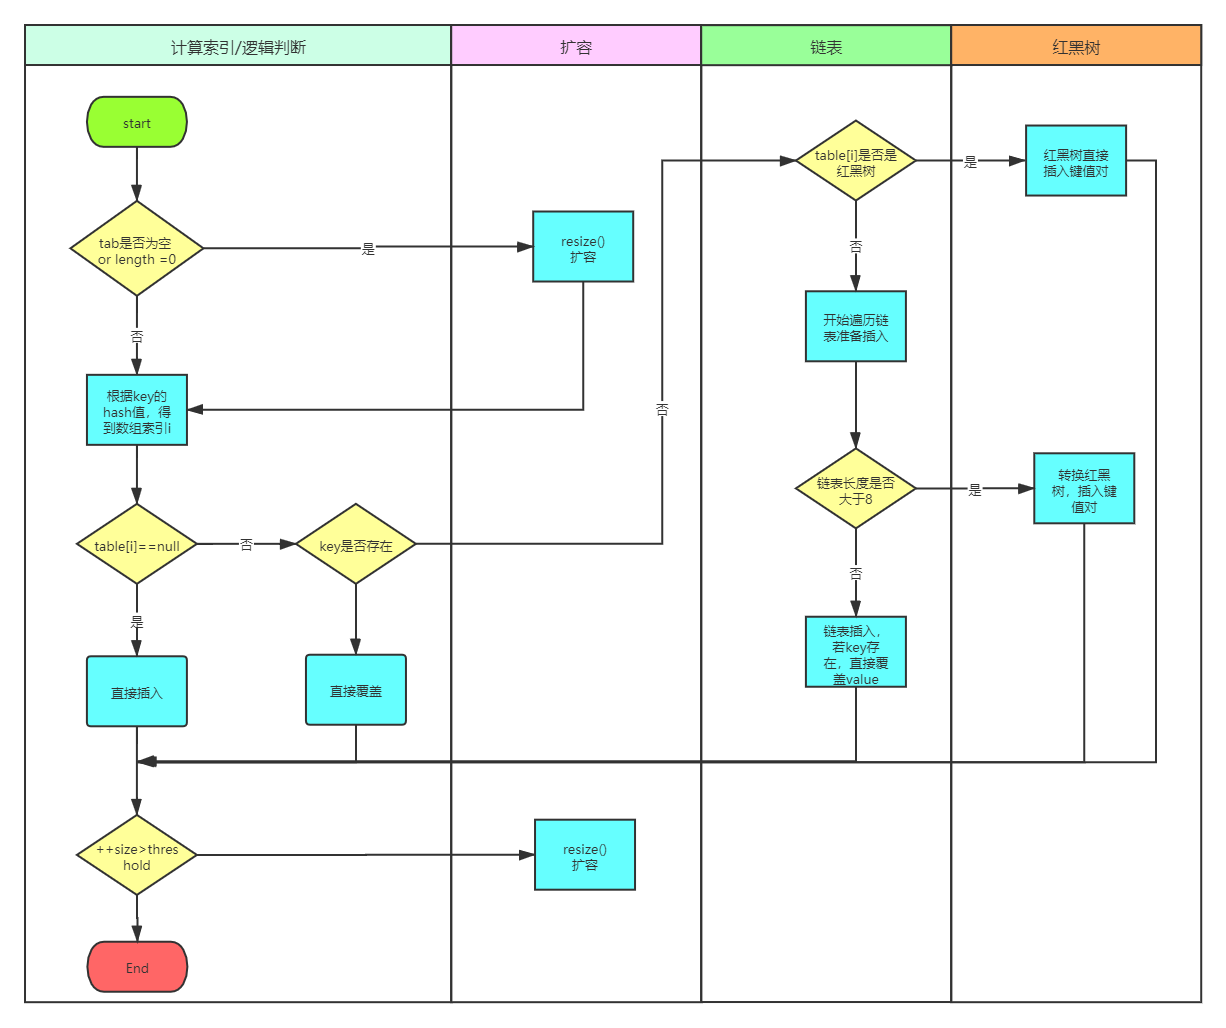 计算索引/逻辑判断
扩容
链表
红黑树
start
tab是否为空
or length =0
是
resize()
扩容
否
根据key的
hash值，得
到数组索引i
table[i]==null
否
key是否存在
否
是
直接插入
直接覆盖
table[i]是否是
红黑树
是
红黑树直接
插入键值对
否
开始遍历链
表准备插入
链表长度是否
大于8
是
转换红黑
树，插入键
值对
否
链表插入，
若key存
在，直接覆
盖value
++size>thres
hold
resize()
扩容
End